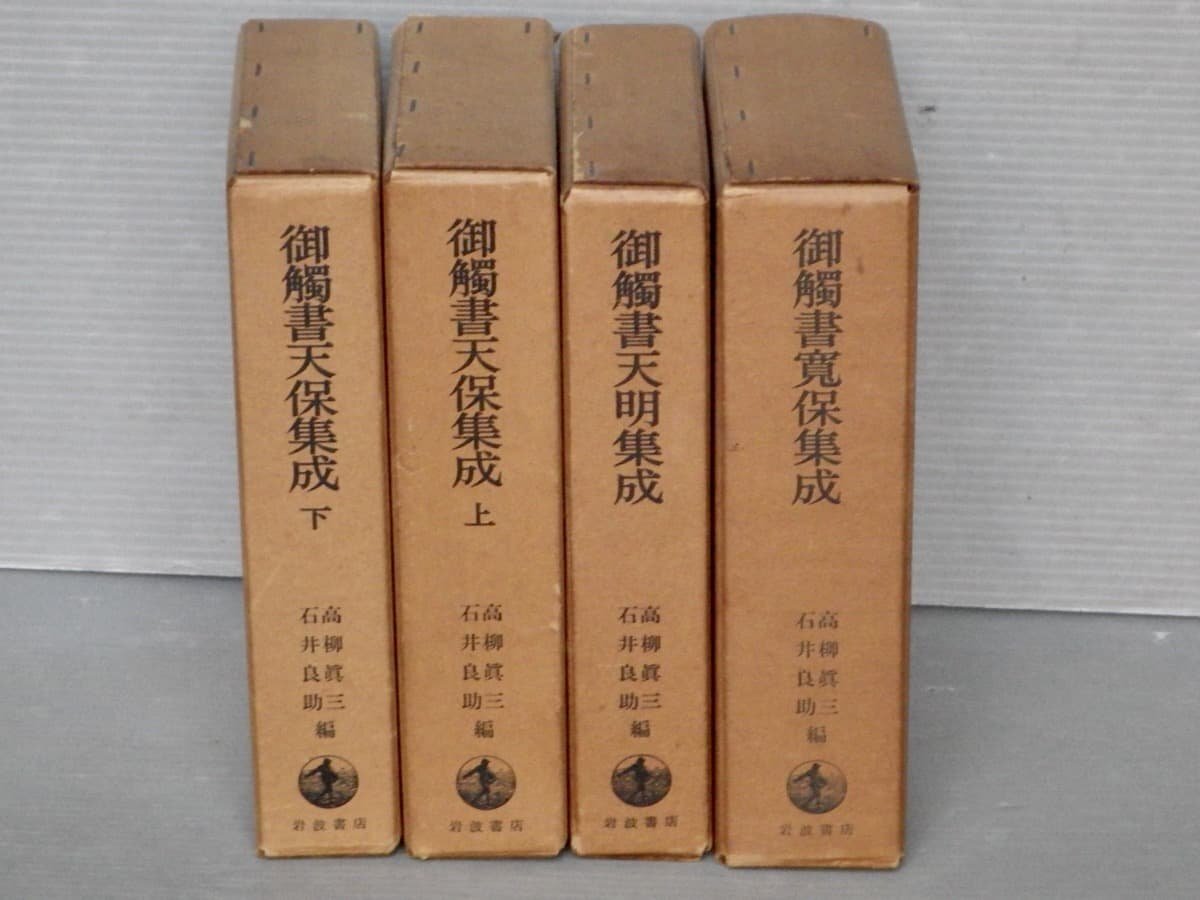 御觸書寬保集成
高柳眞三
石井良助
編
岩波書店
御觸書天明集成
高柳眞三
石井良助
編
岩波書店
御觸書天保集成
上
高柳眞三
石井良助
編
岩波書店
御觸書天保集成
下
高柳眞三
石井良助
編
岩波書店